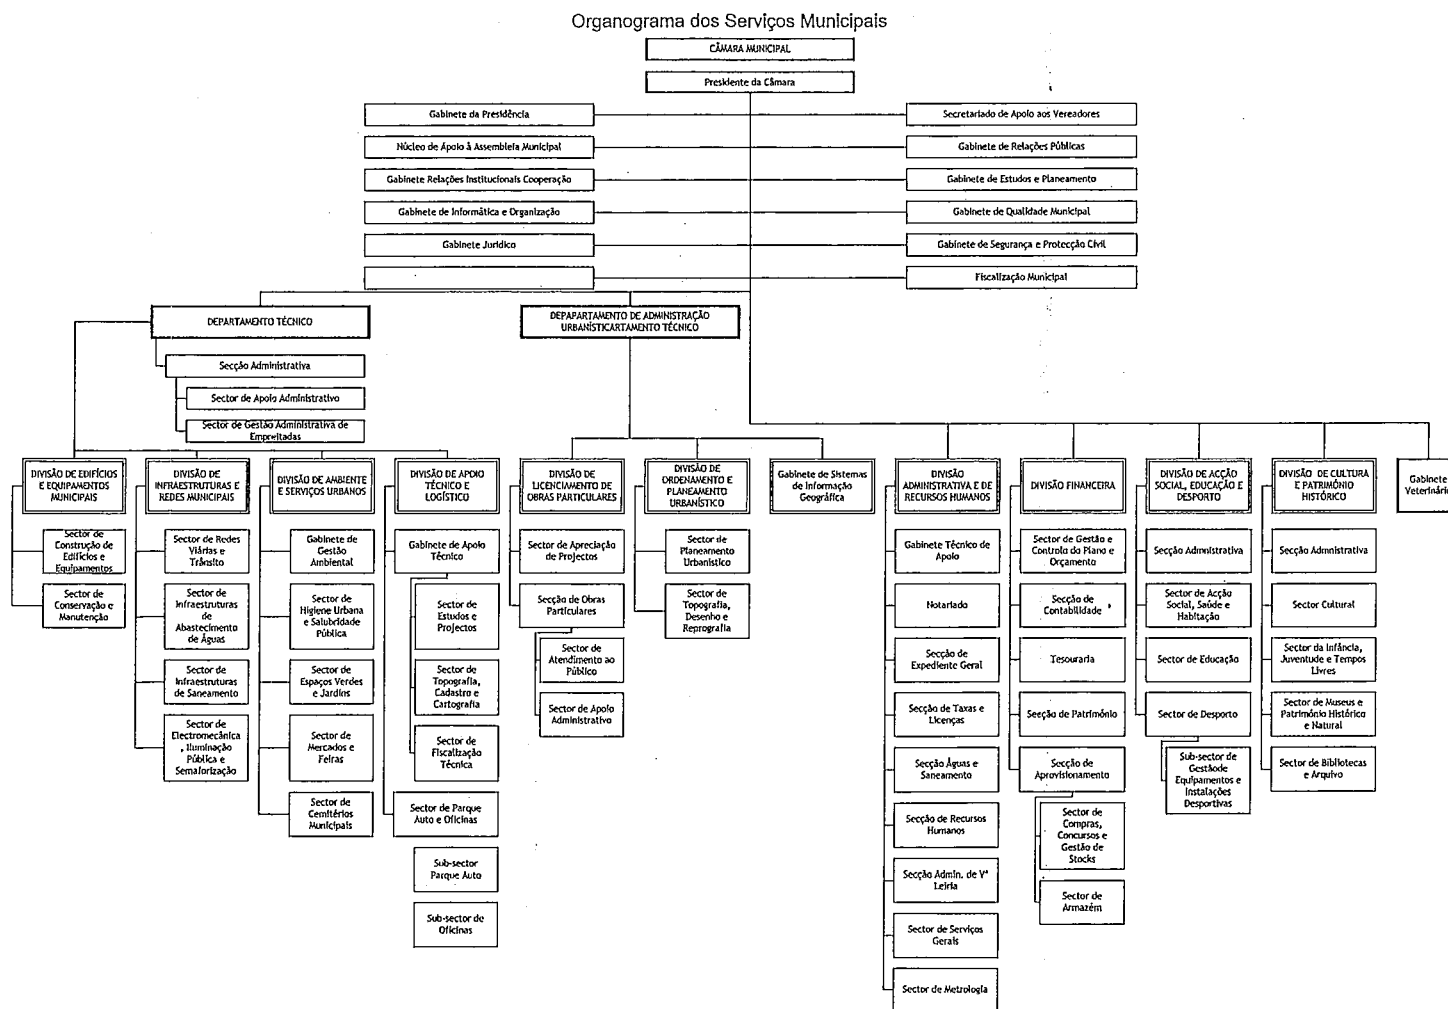 Organograma dos Serviços Municipais
CÂMARA MUNICIPAL
Presidente da Câmara
Gabinete da Presidência
Secretariado de Apoio aos Vereadores
Núcleo de Apoio à Assembleia Municipal
Gabinete de Relações Públicas
Gabinete Relações Institucionais Cooperação
Gabinete de Estudos e Planeamento
Gabinete de Informática e Organização
Gabinete de Qualidade Municipal
Gabinete Jurídico
Gabinete de Segurança e Protecção Civil
Fiscalização Municipal
DEPARTAMENTO TÉCNICO
DEPAPARTAMENTO DE ADMINISTRAÇÃO
URBANÍSTICARTAMENTO TÉCNICO
Secção Administrativa
Sector de Apoio Administrativo
Sector de Gestão Administrativa de
Empreitadas
DIVISÃO DE EDIFÍCIOS
E EQUIPAMENTOS
MUNICIPAIS
Sector de
Construção de
Edifícios e
Equipamentos
Sector de
Conservação e
Manutenção
DIVISÃO DE
INFRAESTRUTURAS E
REDES MUNICIPAIS
Sector de Redes
Viárias e
Trânsito
Sector de
Infraestruturas
de
Abastecimento
de Águas
Sector de
Infraestruturas
de Saneamento
Sector de
Electromecânica
, Iluminação
Pública e
Semaforização
DIVISÃO DE AMBIENTE
E SERVIÇOS URBANOS
Gabinete de
Gestão
Ambiental
Sector de
Higiene Urbana
e Salubridade
Pública
Sector de
Espaços Verdes
e Jardins
Sector de
Mercados e
Feiras
Sector de
Cemitérios
Municipais
DIVISÃO DE APOIO
TÉCNICO E
LOGÍSTICO
Gabinete de Apoio
Técnico
Sector de
Estudos e
Projectos
Sector de
Topografia,
Cadastro e
Cartografia
Sector de
Fiscalização
Técnica
Sector de Parque
Auto e Oficinas
Sub-sector
Parque Auto
Sub-sector de
Oficinas
DIVISÃO DE
LICENCIAMENTO DE
OBRAS PARTICULARES
Sector de Apreciação
de Projectos
Secção de Obras
Particulares
Sector de
Atendimento ao
Público
Sector de Apoio
Administrativo
DIVISÃO DE
ORDENAMENTO E
PLANEAMENTO
URBANÍSTICO
Sector de
Planeamento
Urbanístico
Sector de
Topografia,
Desenho e
Reprografia
Gabinete de Sistemas
de Informação
Geográfica
DIVISÃO
ADMINISTRATIVA E DE
RECURSOS HUMANOS
Gabinete Técnico de
Apoio
Notariado
Secção de
Expediente Geral
Secção de Taxas e
Licenças
Secção Águas e
Saneamento
Secção de Recursos
Humanos
Secção Admin. de Vª
Leiria
Sector de Serviços
Gerais
Sector de Metrologia
DIVISÃO FINANCEIRA
Sector de Gestão e
Controlo do Plano e
Orçamento
Secção de
Contabilidade
Tesouraria
Secção de Património
Secção de
Aprovisionamento
Sector de
Compras,
Concursos e
Gestão de
Stocks
Sector de
Armazém
DIVISÃO DE ACÇÃO
SOCIAL, EDUCAÇÃO E
DESPORTO
Secção Administrativa
Sector de Acção
Social, Saúde e
Habitação
Sector de Educação
Sector de Desporto
Sub-sector de
Gestãode
Equipamentos e
Instalações
Desportivas
DIVISÃO DE CULTURA
E PATRIMÓNIO
HISTÓRICO
Secção Admnistrativa
Sector Cultural
Sector da Infância,
Juventude e Tempos
Livres
Sector de Museus e
Património Histórico
e Natural
Sector de Bibliotecas
e Arquivo
Gabinete
Veterinário